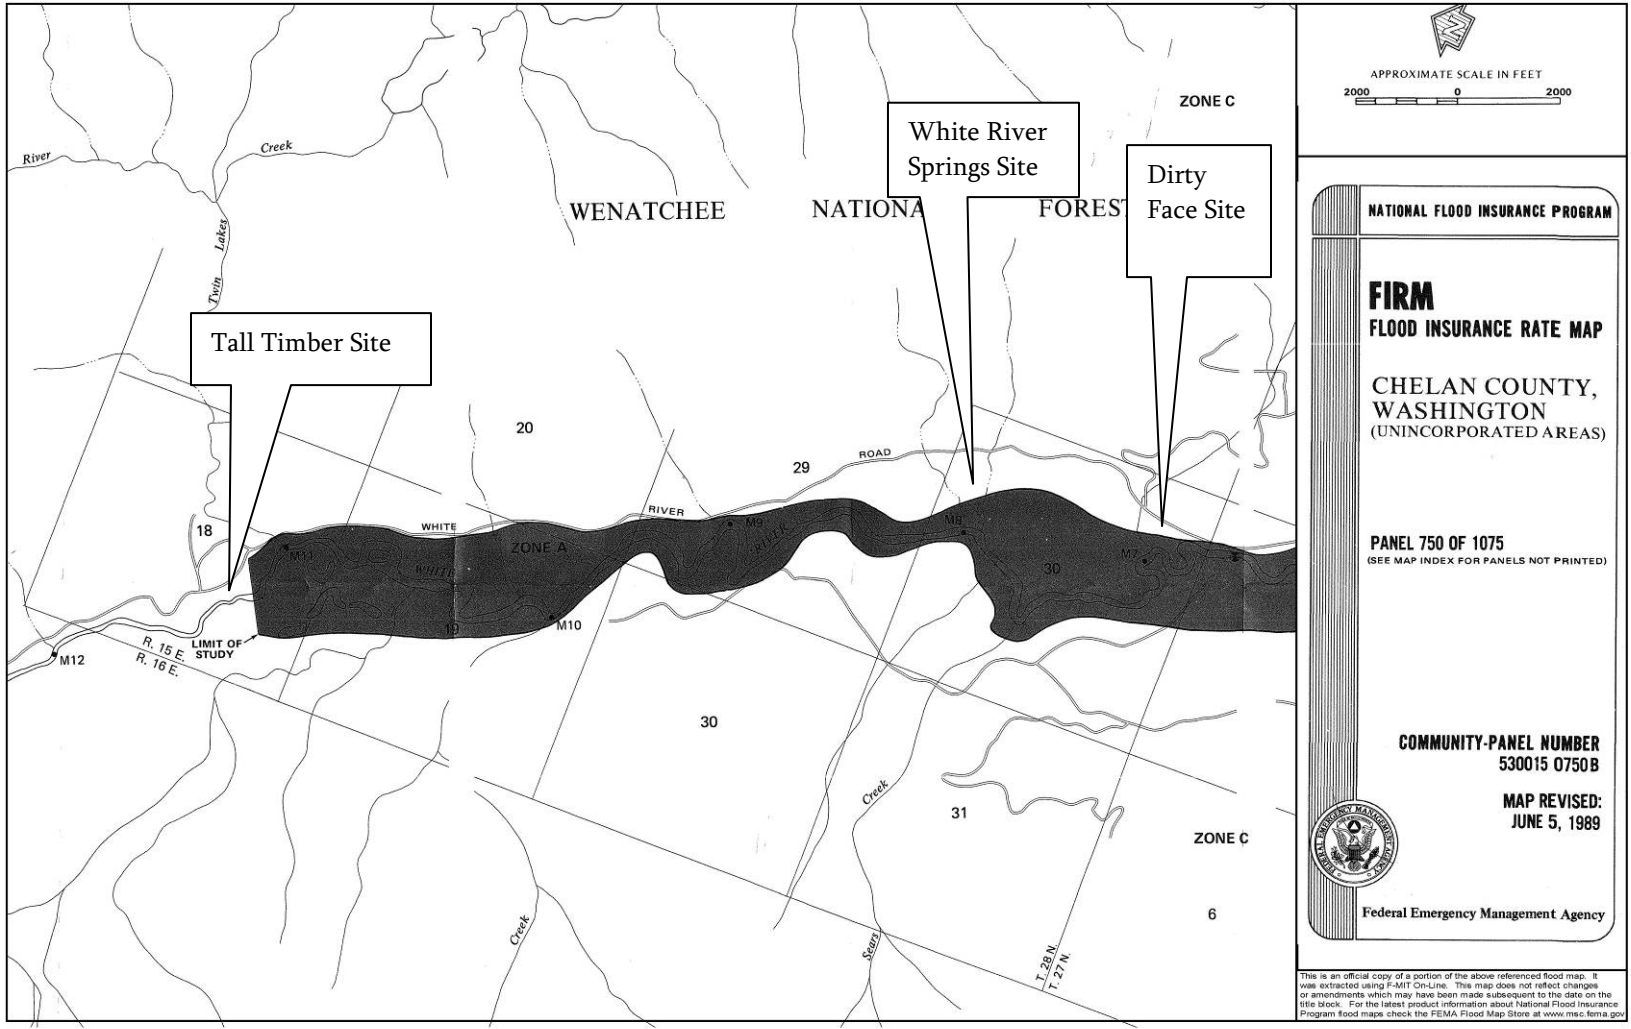 River
Creek
Lakes
Twin
WENATCHEE
NATIONA
FOREST
ZONE C
White River
Springs Site
Dirty
Face Site
Tall Timber Site
20
29
ROAD
RIVER
WHITE
18
M11
ZONE A
WHITE
M9
RIVER
M8
M7
30
19
M10
LIMIT OF
STUDY
R. 15 E.
R. 16 E.
M12
30
Creek
31
ZONE C
6
Creek
Sears
T. 28 N.
T. 27 N.
APPROXIMATE SCALE IN FEET
2000 0 2000
NATIONAL FLOOD INSURANCE PROGRAM
FIRM
FLOOD INSURANCE RATE MAP
CHELAN COUNTY,
WASHINGTON
(UNINCORPORATED AREAS)
PANEL 750 OF 1075
(SEE MAP INDEX FOR PANELS NOT PRINTED)
COMMUNITY-PANEL NUMBER
530015 0750 B
MAP REVISED:
JUNE 5, 1989
FEDERAL EMERGENCY MANAGEMENT AGENCY
Federal Emergency Management Agency
This is an official copy of a portion of the above referenced flood map. It
was extracted using F-MIT On-Line. This map does not reflect changes
or amendments which may have been made subsequent to the date on the
title block. For the latest product information about National Flood Insurance
Program flood maps check the FEMA Flood Map Store at www.msc.fema.gov